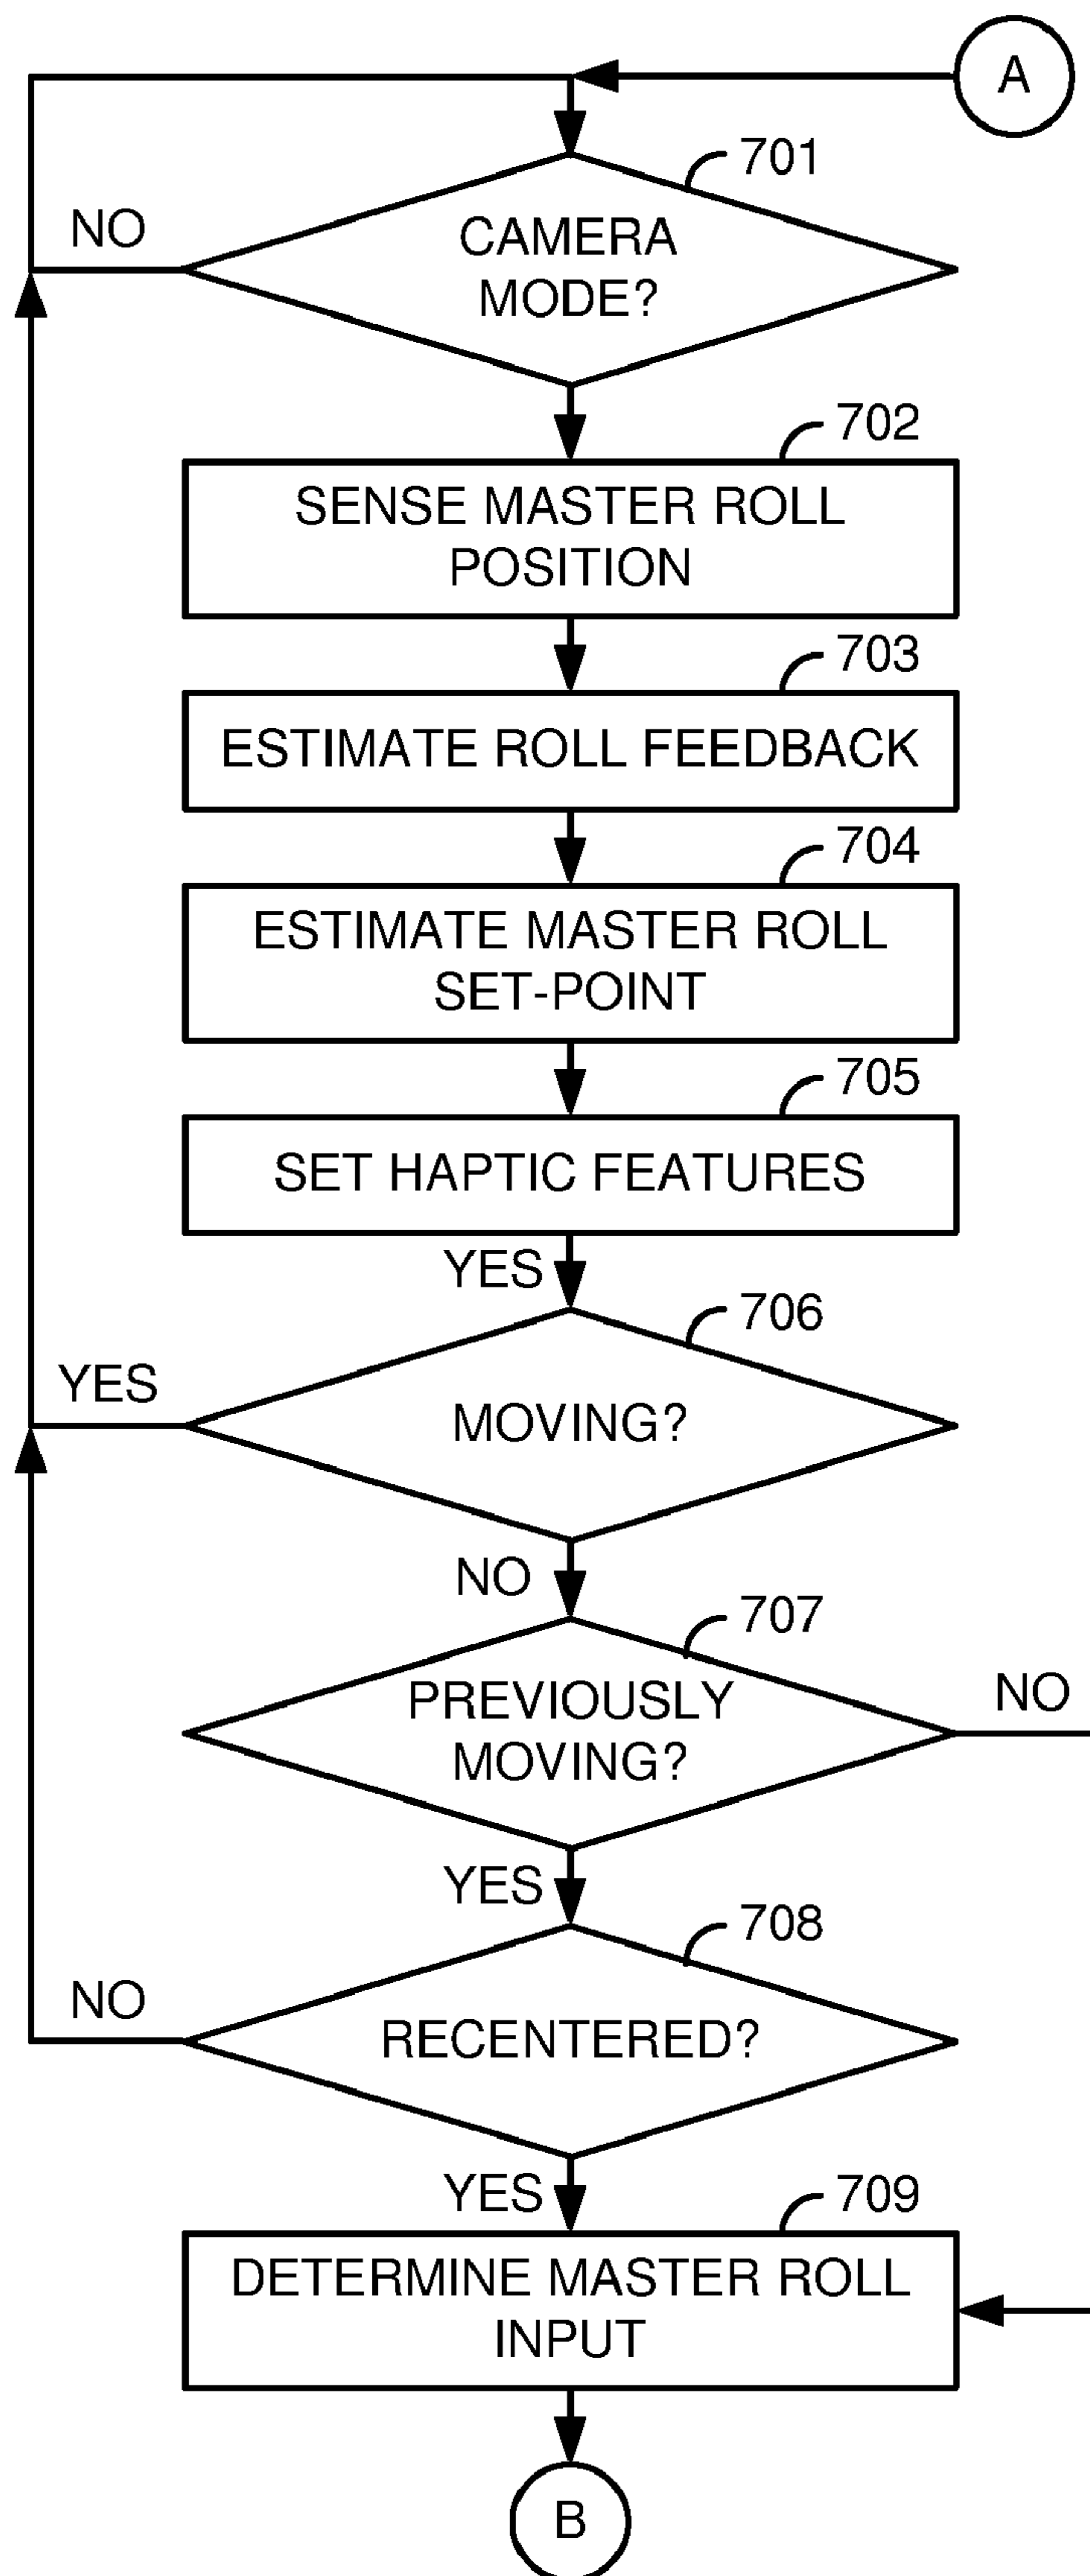 A
701
NO
CAMERA
MODE?
702
SENSE MASTER ROLL
POSITION
703
ESTIMATE ROLL FEEDBACK
704
ESTIMATE MASTER ROLL
SET-POINT
705
SET HAPTIC FEATURES
YES
706
YES
MOVING?
NO
707
NO
PREVIOUSLY
MOVING?
YES
708
NO
RECENTERED?
YES
709
DETERMINE MASTER ROLL
INPUT
B